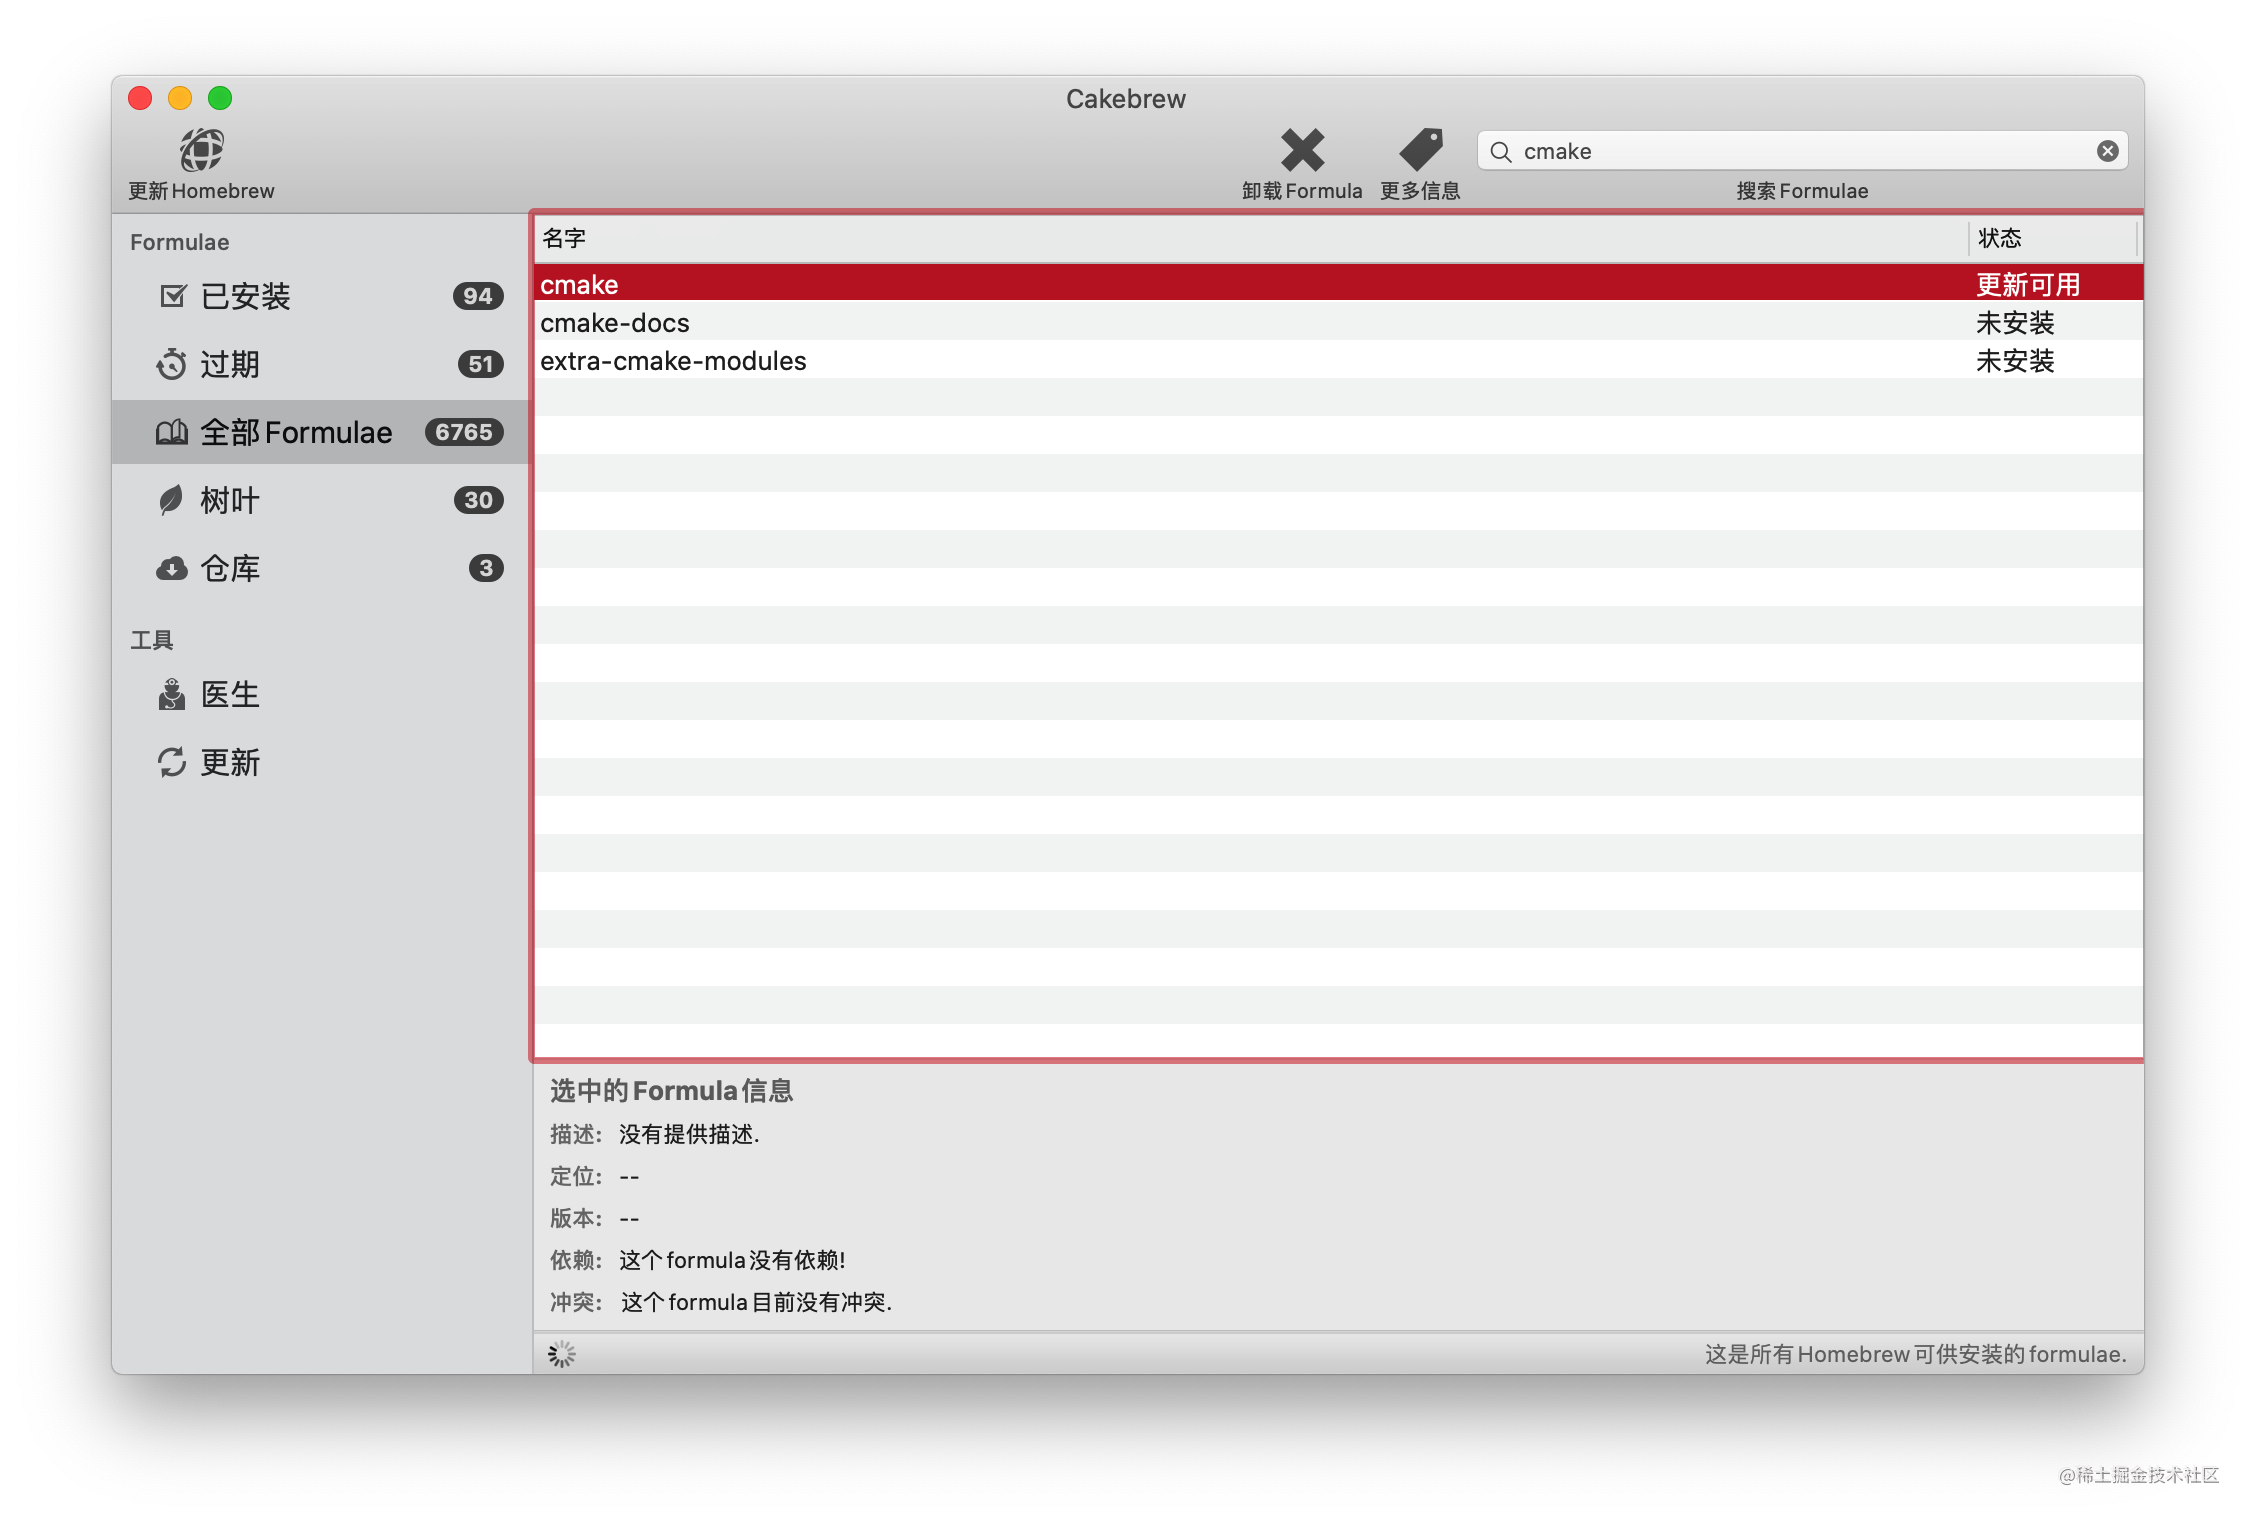 Cakebrew
更新Homebrew
卸载Formula
更多信息
cmake
搜索Formulae
Formulae
已安装 94
过期 51
全部Formulae 6765
树叶 30
仓库 3
工具
医生
更新
名字 状态
cmake 更新可用
cmake-docs 未安装
extra-cmake-modules 未安装
选中的Formula信息
描述: 没有提供描述.
定位: --
版本: --
依赖: 这个formula没有依赖!
冲突: 这个formula目前没有冲突.
这是所有Homebrew可供安装的formulae.
@稀土掘金技术社区